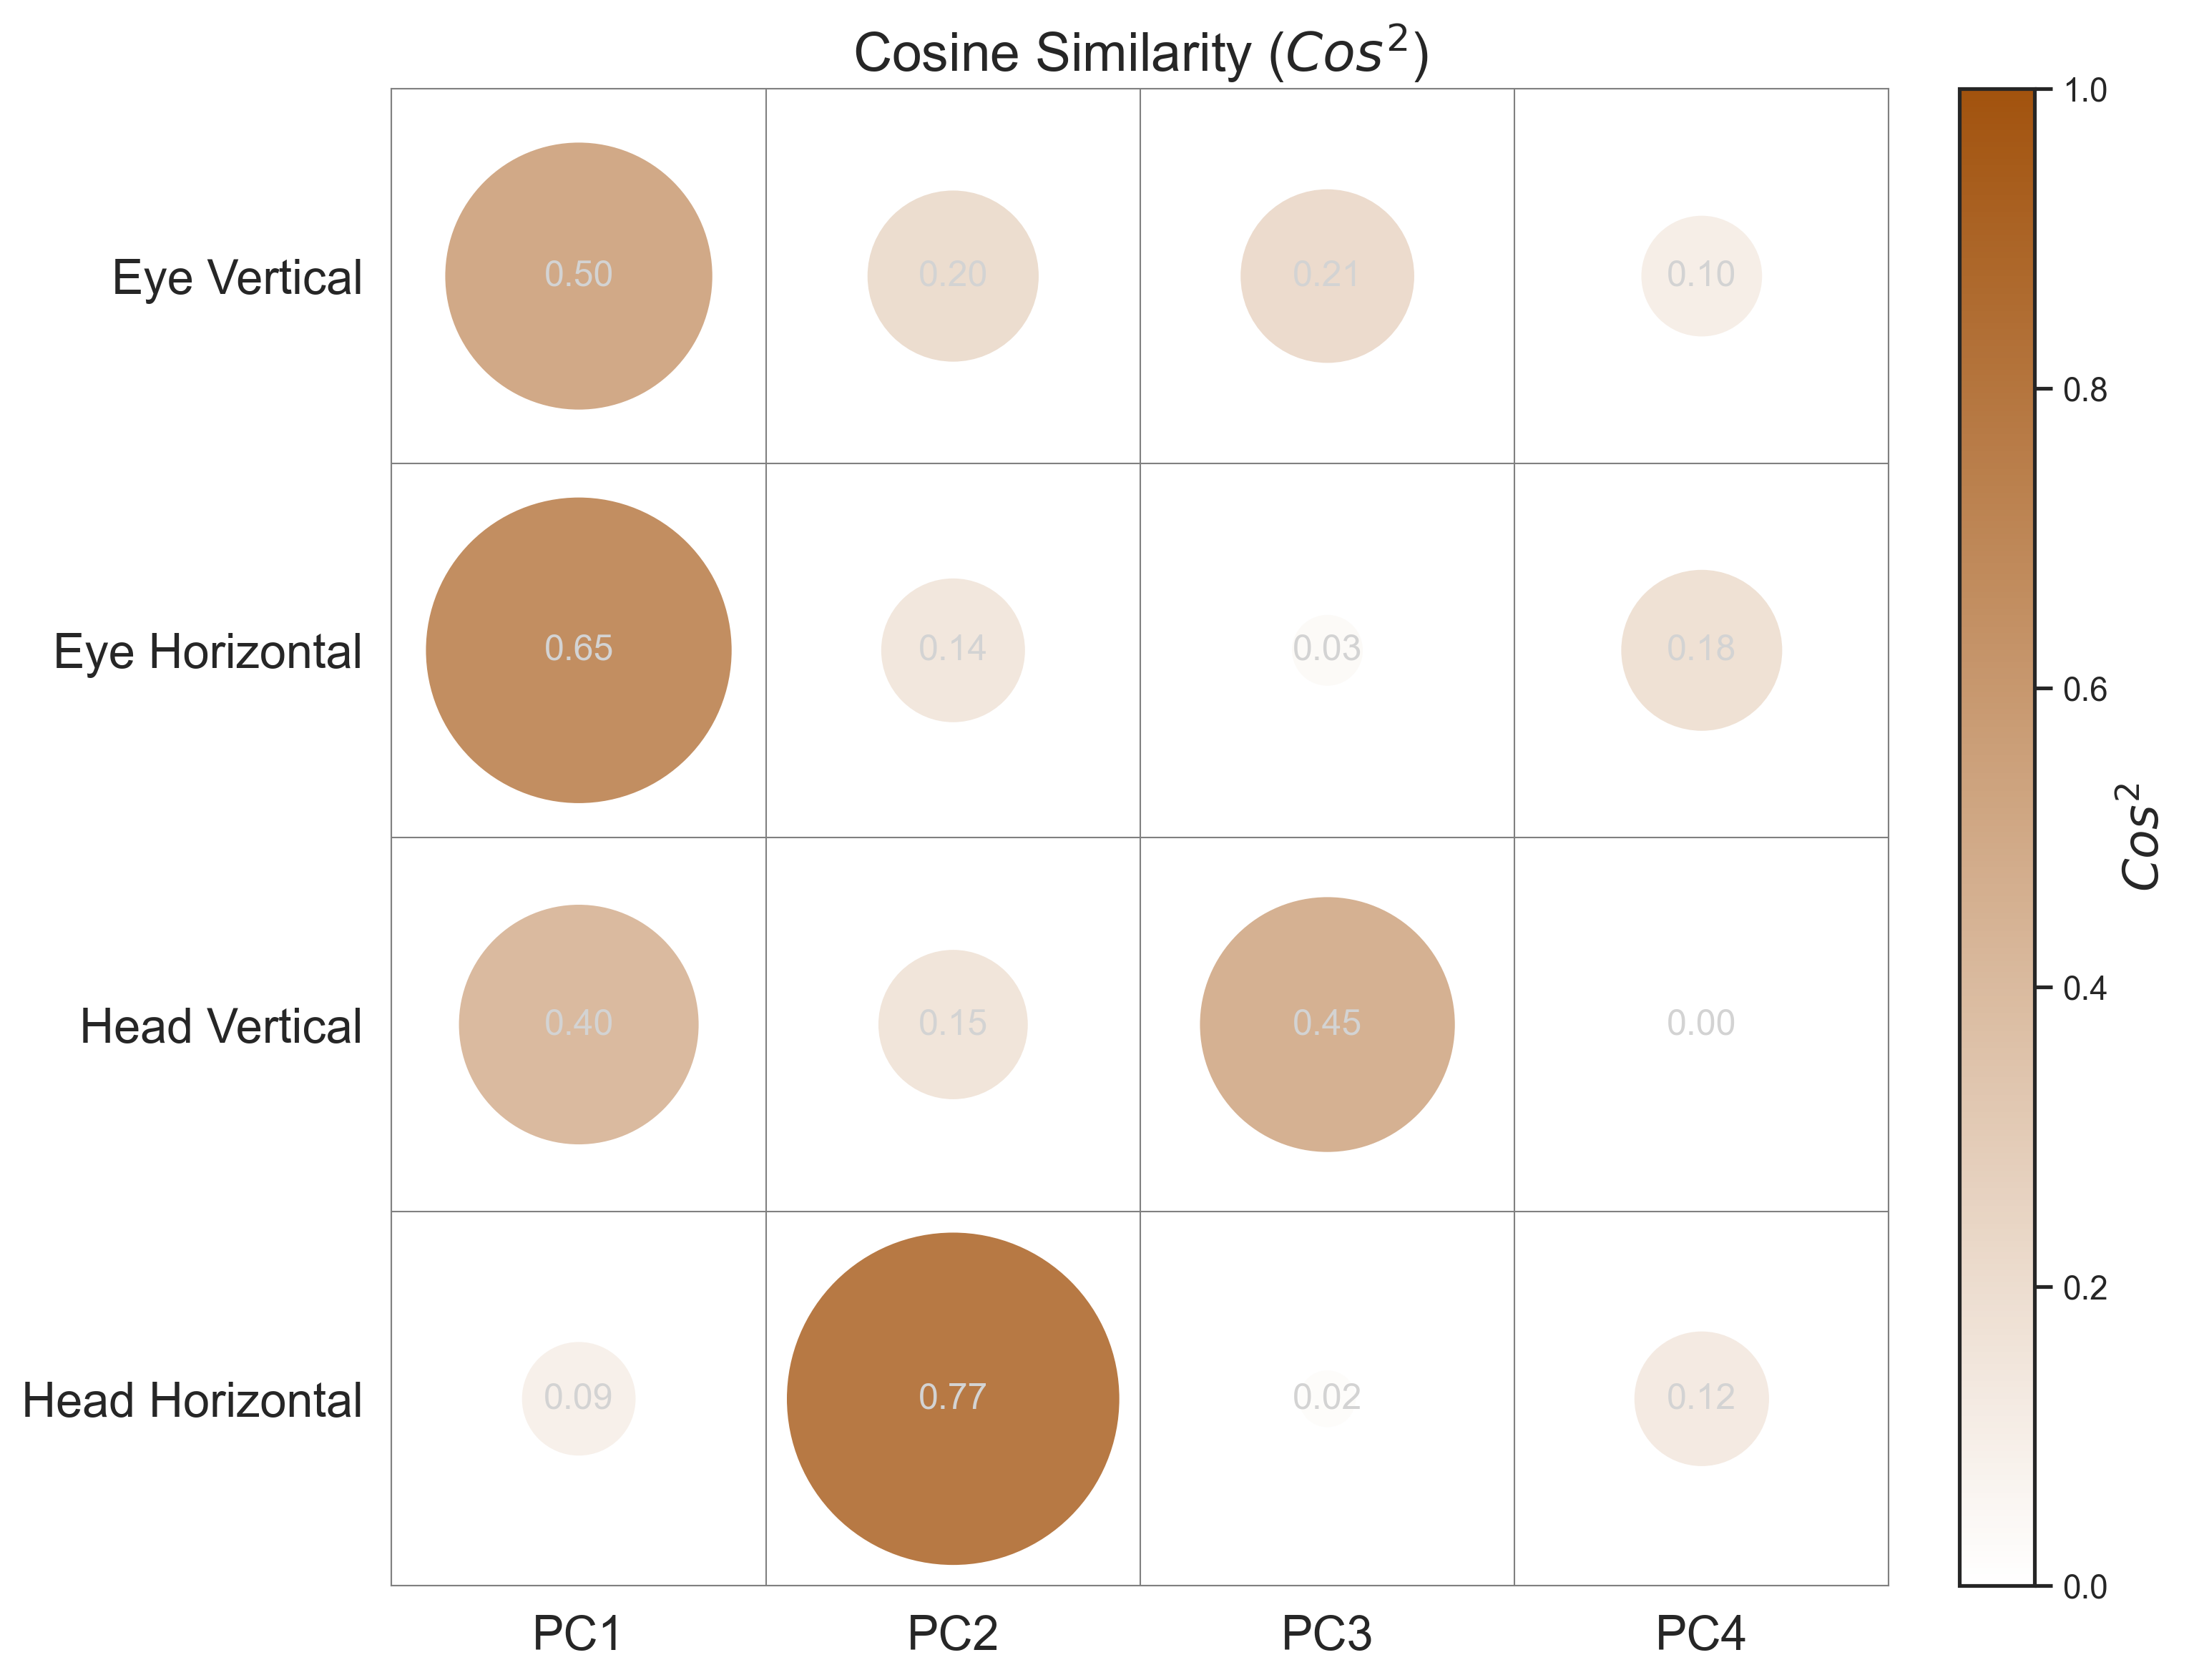 Cosine Similarity (Cos²)
Eye Vertical 0.50 0.20 0.21 0.10
Eye Horizontal 0.65 0.14 0.03 0.18
Head Vertical 0.40 0.15 0.45 0.00
Head Horizontal 0.09 0.77 0.02 0.12
PC1 PC2 PC3 PC4
1.0
0.8
0.6
0.4
0.2
0.0
Cos²